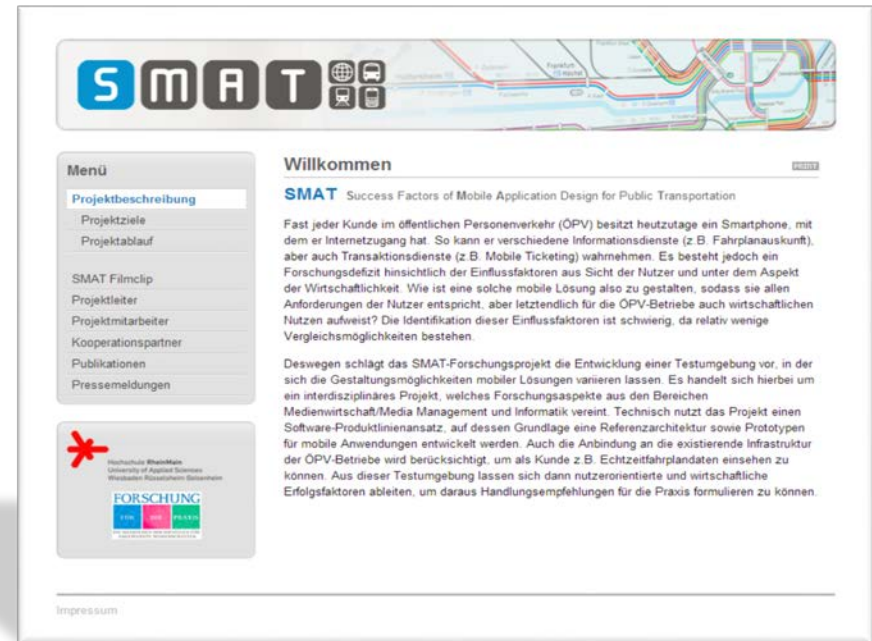 SMAT
Menü
Projektbeschreibung
Projektziele
Projektablauf
SMAT Filmclip
Projektleiter
Projektmitarbeiter
Kooperationspartner
Publikationen
Pressemeldungen
Hochschule RheinMain
University of Applied Sciences
Wiesbaden Rüsselsheim Geisenheim
FORSCHUNG
FÜR DIE PRAXIS
Willkommen
PRINT
SMAT Success Factors of Mobile Application Design for Public Transportation
Fast jeder Kunde im öffentlichen Personenverkehr (ÖPV) besitzt heutzutage ein Smartphone, mit
dem er Internetzugang hat. So kann er verschiedene Informationsdienste (z.B. Fahrplanauskunft),
aber auch Transaktionsdienste (z.B. Mobile Ticketing) wahrnehmen. Es besteht jedoch ein
Forschungsdefizit hinsichtlich der Einflussfaktoren aus Sicht der Nutzer und unter dem Aspekt
der Wirtschaftlichkeit. Wie ist eine solche mobile Lösung also zu gestalten, sodass sie allen
Anforderungen der Nutzer entspricht, aber letztendlich für die ÖPV-Betriebe auch wirtschaftlichen
Nutzen aufweist? Die Identifikation dieser Einflussfaktoren ist schwierig, da relativ wenige
Vergleichsmöglichkeiten bestehen.
Deswegen schlägt das SMAT-Forschungsprojekt die Entwicklung einer Testumgebung vor, in der
sich die Gestaltungsmöglichkeiten mobiler Lösungen variieren lassen. Es handelt sich hierbei um
ein interdisziplinäres Projekt, welches Forschungsaspekte aus den Bereichen
Medienwirtschaft/Media Management und Informatik vereint. Technisch nutzt das Projekt einen
Software-Produktlinienansatz, auf dessen Grundlage eine Referenzarchitektur sowie Prototypen
für mobile Anwendungen entwickelt werden. Auch die Anbindung an die existierende Infrastruktur
der ÖPV-Betriebe wird berücksichtigt, um als Kunde z.B. Echtzeitfahrplandaten einsehen zu
können. Aus dieser Testumgebung lassen sich dann nutzerorientierte und wirtschaftliche
Erfolgsfaktoren ableiten, um daraus Handlungsempfehlungen für die Praxis formulieren zu können.
Impressum